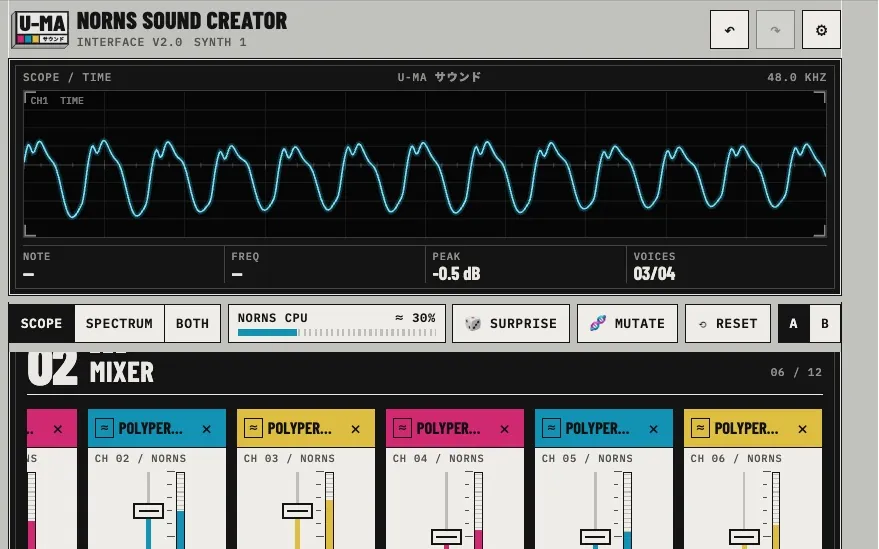 U-MA
サウンド
NORNS SOUND CREATOR
INTERFACE V2.0 SYNTH 1
SCOPE / TIME
U-MA サウンド
48.0 KHZ
CH1 TIME
NOTE
—
FREQ
—
PEAK
-0.5 dB
VOICES
03/04
SCOPE
SPECTRUM
BOTH
NORNS CPU
≈ 30%
SURPRISE
MUTATE
RESET
A
B
02
MIXER
06 / 12
POLYPER...
POLYPER...
POLYPER...
POLYPER...
POLYPER...
CH 02 / NORNS
CH 03 / NORNS
CH 04 / NORNS
CH 05 / NORNS
CH 06 / NORNS